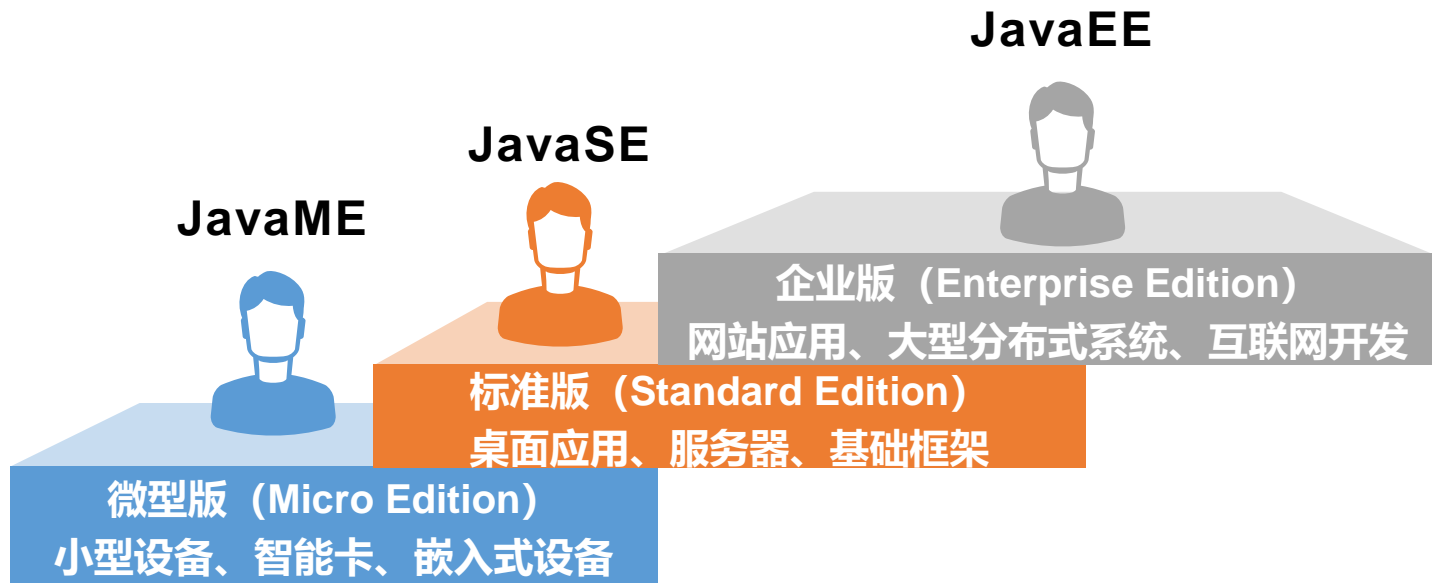 JavaEE
JavaSE
JavaME
企业版（Enterprise Edition）
网站应用、大型分布式系统、互联网开发
标准版（Standard Edition）
桌面应用、服务器、基础框架
微型版（Micro Edition）
小型设备、智能卡、嵌入式设备